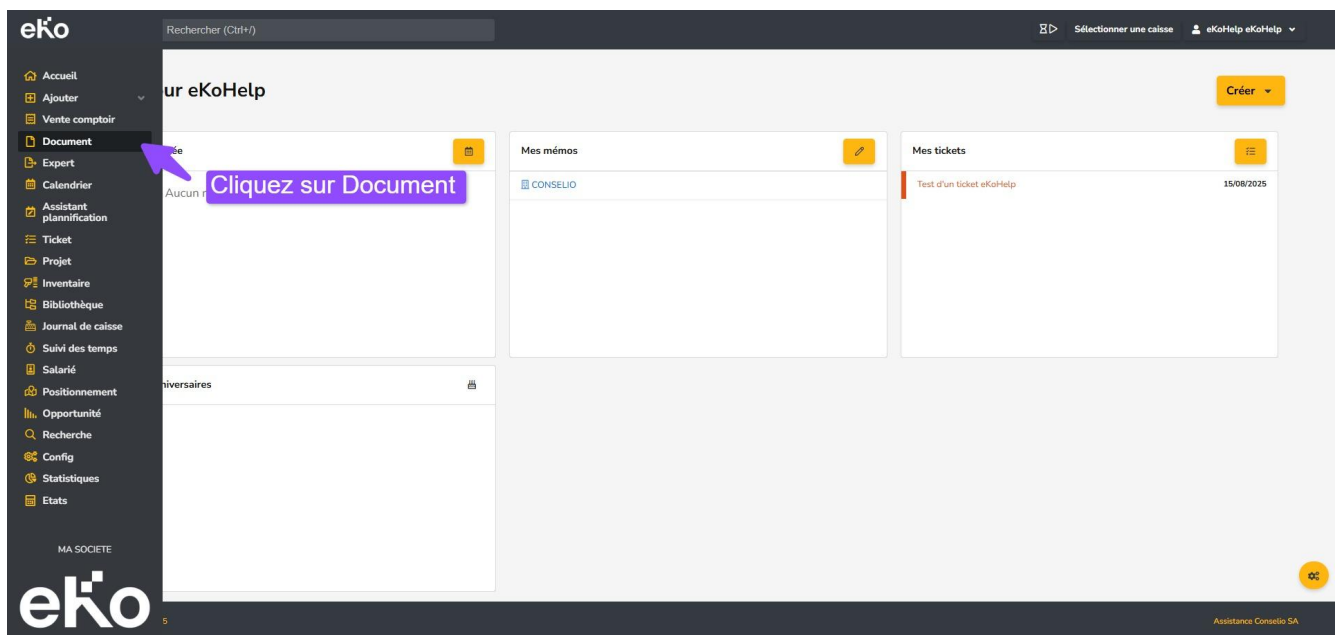 eko
Rechercher (Ctrl+/)
Sélectionner une caisse
eKoHelp eKoHelp
Accueil
Ajouter
Vente comptoir
Document
Expert
Calendrier
Assistant
plannification
Ticket
Projet
Inventaire
Bibliothèque
Journal de caisse
Suivi des temps
Salarié
Positionnement
Opportunité
Recherche
Config
Statistiques
Etats
MA SOCIETE
eko
ur eKoHelp
Créer
ée
Aucun r
Cliquez sur Document
Mes mémos
CONSELIO
Mes tickets
Test d'un ticket eKoHelp
15/08/2025
niversaires
5
Assistance Conselio SA